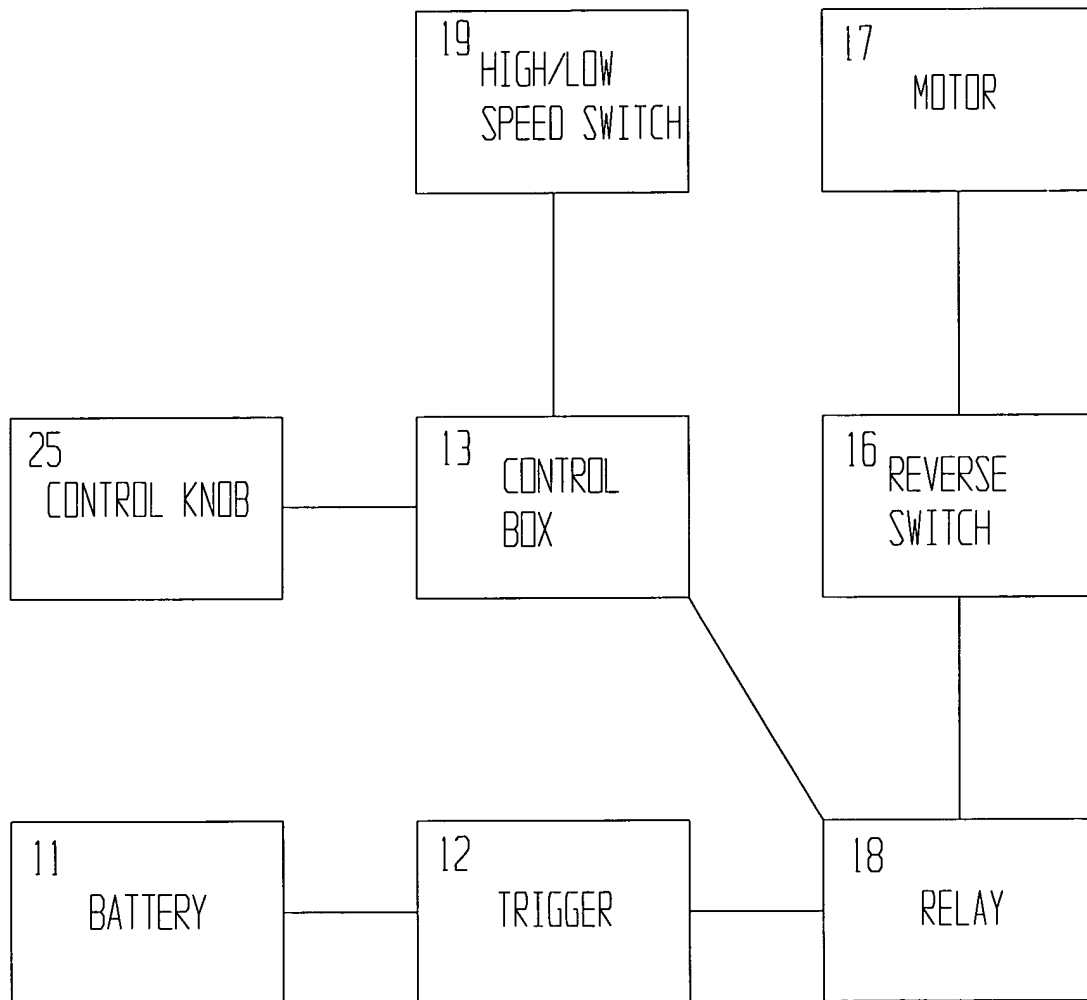 19
HIGH/LOW
SPEED SWITCH
17
MOTOR
25
CONTROL KNOB
13
CONTROL
BOX
16
REVERSE
SWITCH
11
BATTERY
12
TRIGGER
18
RELAY